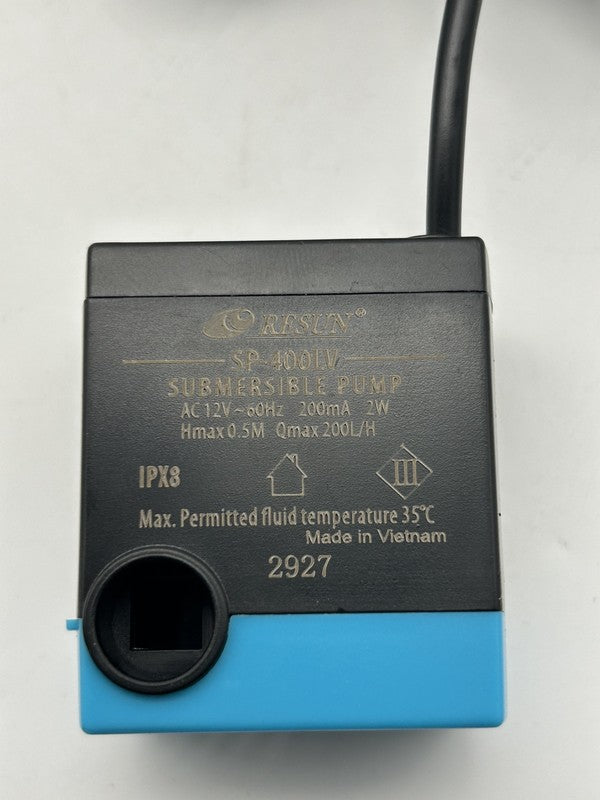 RESUN®
SP-400LV
SUBMERSIBLE PUMP
AC 12V~60Hz 200mA 2W
Hmax 0.5M Qmax 200L/H
IPX8
III
Max. Permitted fluid temperature 35℃
Made in Vietnam
2927